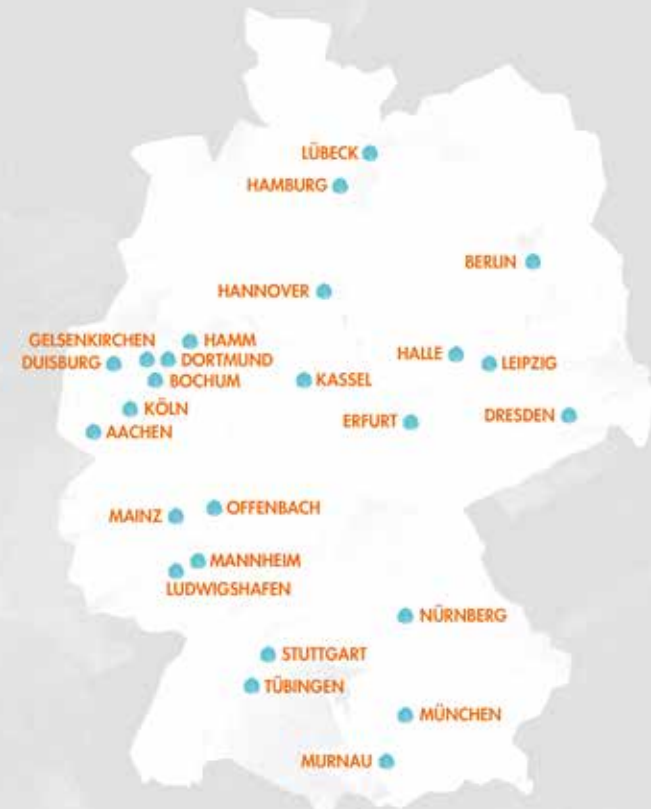 LÜBECK
HAMBURG
BERLIN
HANNOVER
GELSENKIRCHEN
HAMM
DUISBURG
DORTMUND
HALLE
LEIPZIG
BOCHUM
KASSEL
KÖLN
ERFURT
DRESDEN
AACHEN
OFFENBACH
MAINZ
MANNHEIM
LUDWIGSHAFEN
NÜRNBERG
STUTTGART
TÜBINGEN
MÜNCHEN
MURNAU